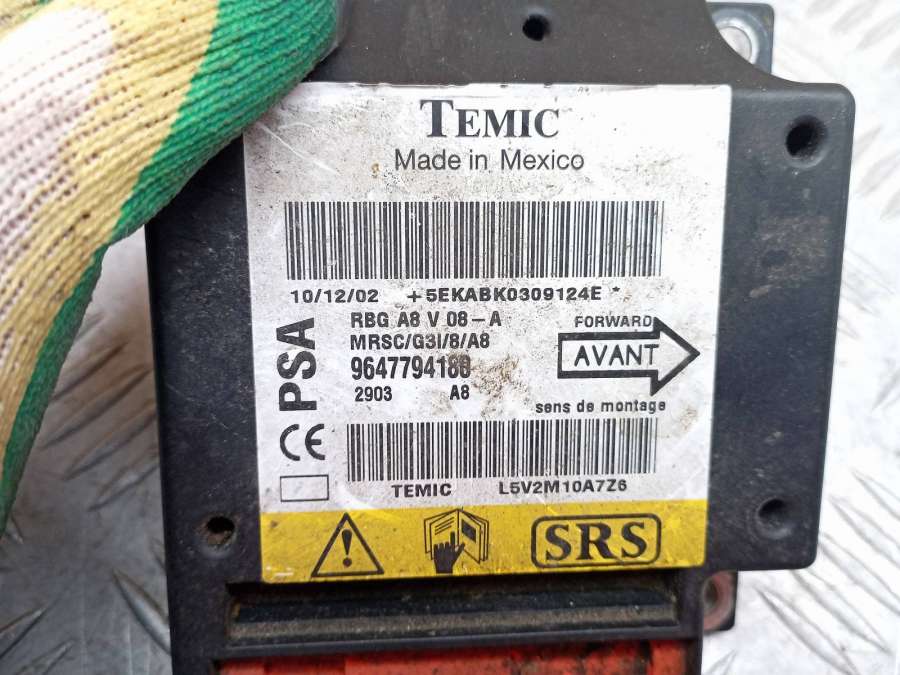 TEMIC
Made in Mexico
10/12/02 +5EKABK0309124E *
PSA
RBG A8 V 08-A
MRSC/G3I/8/A8
9647794180
2903 A8
FORWARD
AVANT
sens de montage
CE
TEMIC L5V2M10A7Z6
SRS